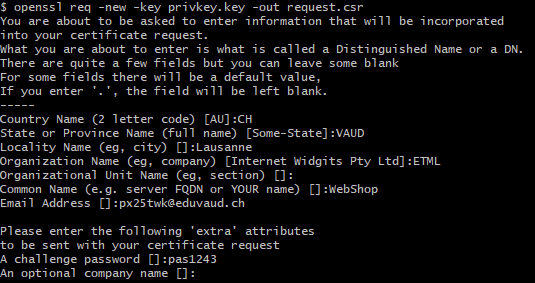 $ openssl req -new -key privkey.key -out request.csr
You are about to be asked to enter information that will be incorporated
into your certificate request.
What you are about to enter is what is called a Distinguished Name or a DN.
There are quite a few fields but you can leave some blank
For some fields there will be a default value,
If you enter '.', the field will be left blank.
-----
Country Name (2 letter code) [AU]:CH
State or Province Name (full name) [Some-State]:VAUD
Locality Name (eg, city) []:Lausanne
Organization Name (eg, company) [Internet Widgits Pty Ltd]:ETML
Organizational Unit Name (eg, section) []:
Common Name (e.g. server FQDN or YOUR name) []:WebShop
Email Address []:px25twk@eduvaud.ch

Please enter the following 'extra' attributes
to be sent with your certificate request
A challenge password []:pas1243
An optional company name []: